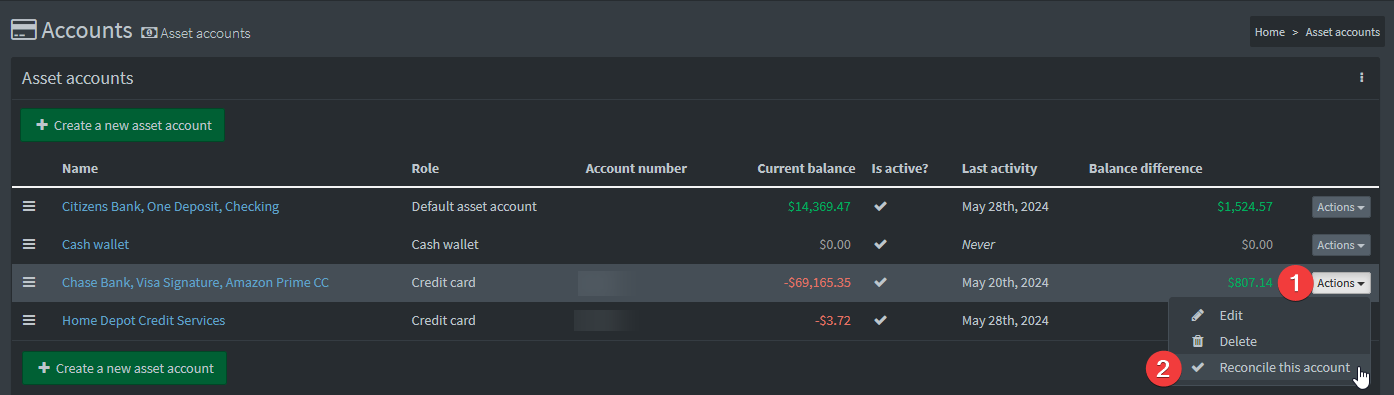 Accounts Asset accounts
Home > Asset accounts
Asset accounts
Create a new asset account
Name Role Account number Current balance Is active? Last activity Balance difference
Citizens Bank, One Deposit, Checking Default asset account $14,369.47 May 28th, 2024 $1,524.57 Actions
Cash wallet Cash wallet $0.00 Never $0.00 Actions
Chase Bank, Visa Signature, Amazon Prime CC Credit card -$69,165.35 May 20th, 2024 $807.14 1 Actions
Home Depot Credit Services Credit card -$3.72 May 28th, 2024
Edit
Delete
2 Reconcile this account
Create a new asset account